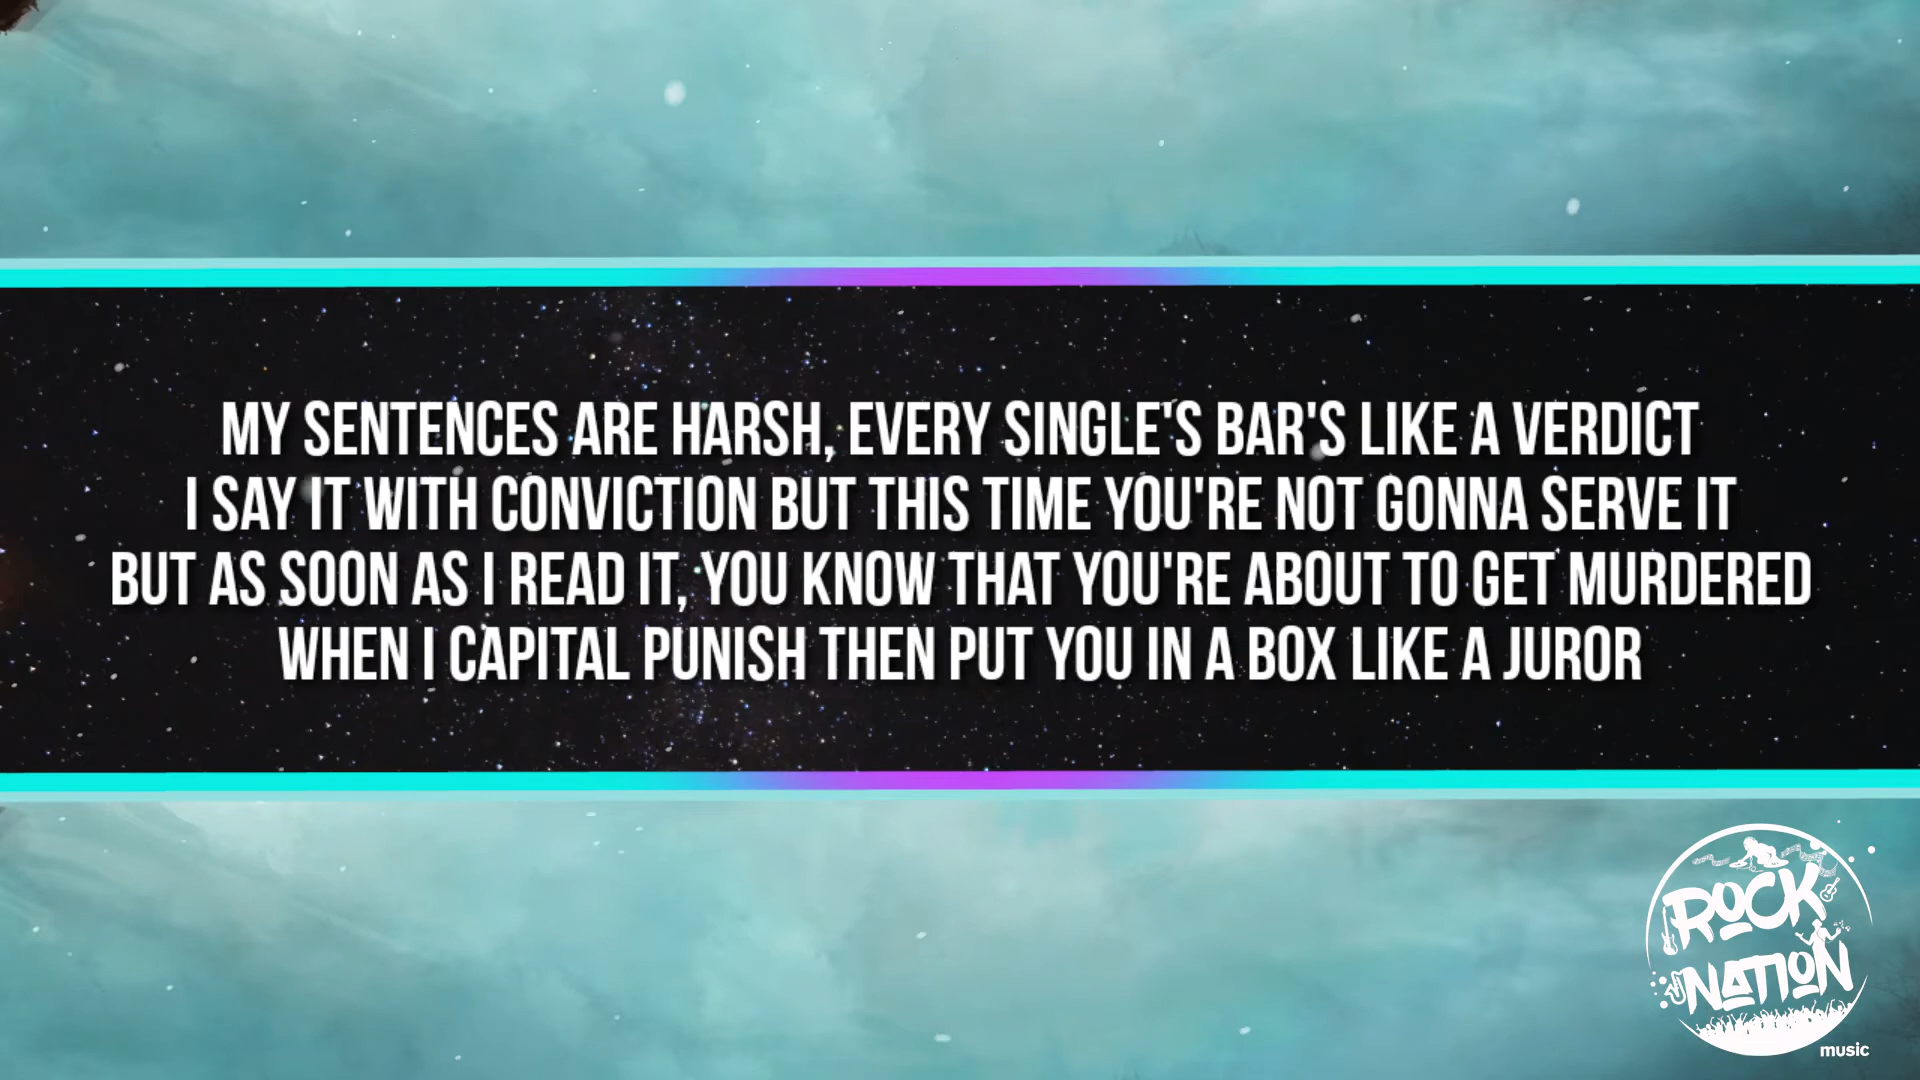 MY SENTENCES ARE HARSH, EVERY SINGLE'S BAR'S LIKE A VERDICT
I SAY IT WITH CONVICTION BUT THIS TIME YOU'RE NOT GONNA SERVE IT
BUT AS SOON AS I READ IT, YOU KNOW THAT YOU'RE ABOUT TO GET MURDERED
WHEN I CAPITAL PUNISH THEN PUT YOU IN A BOX LIKE A JUROR
ROCK
NATION
music